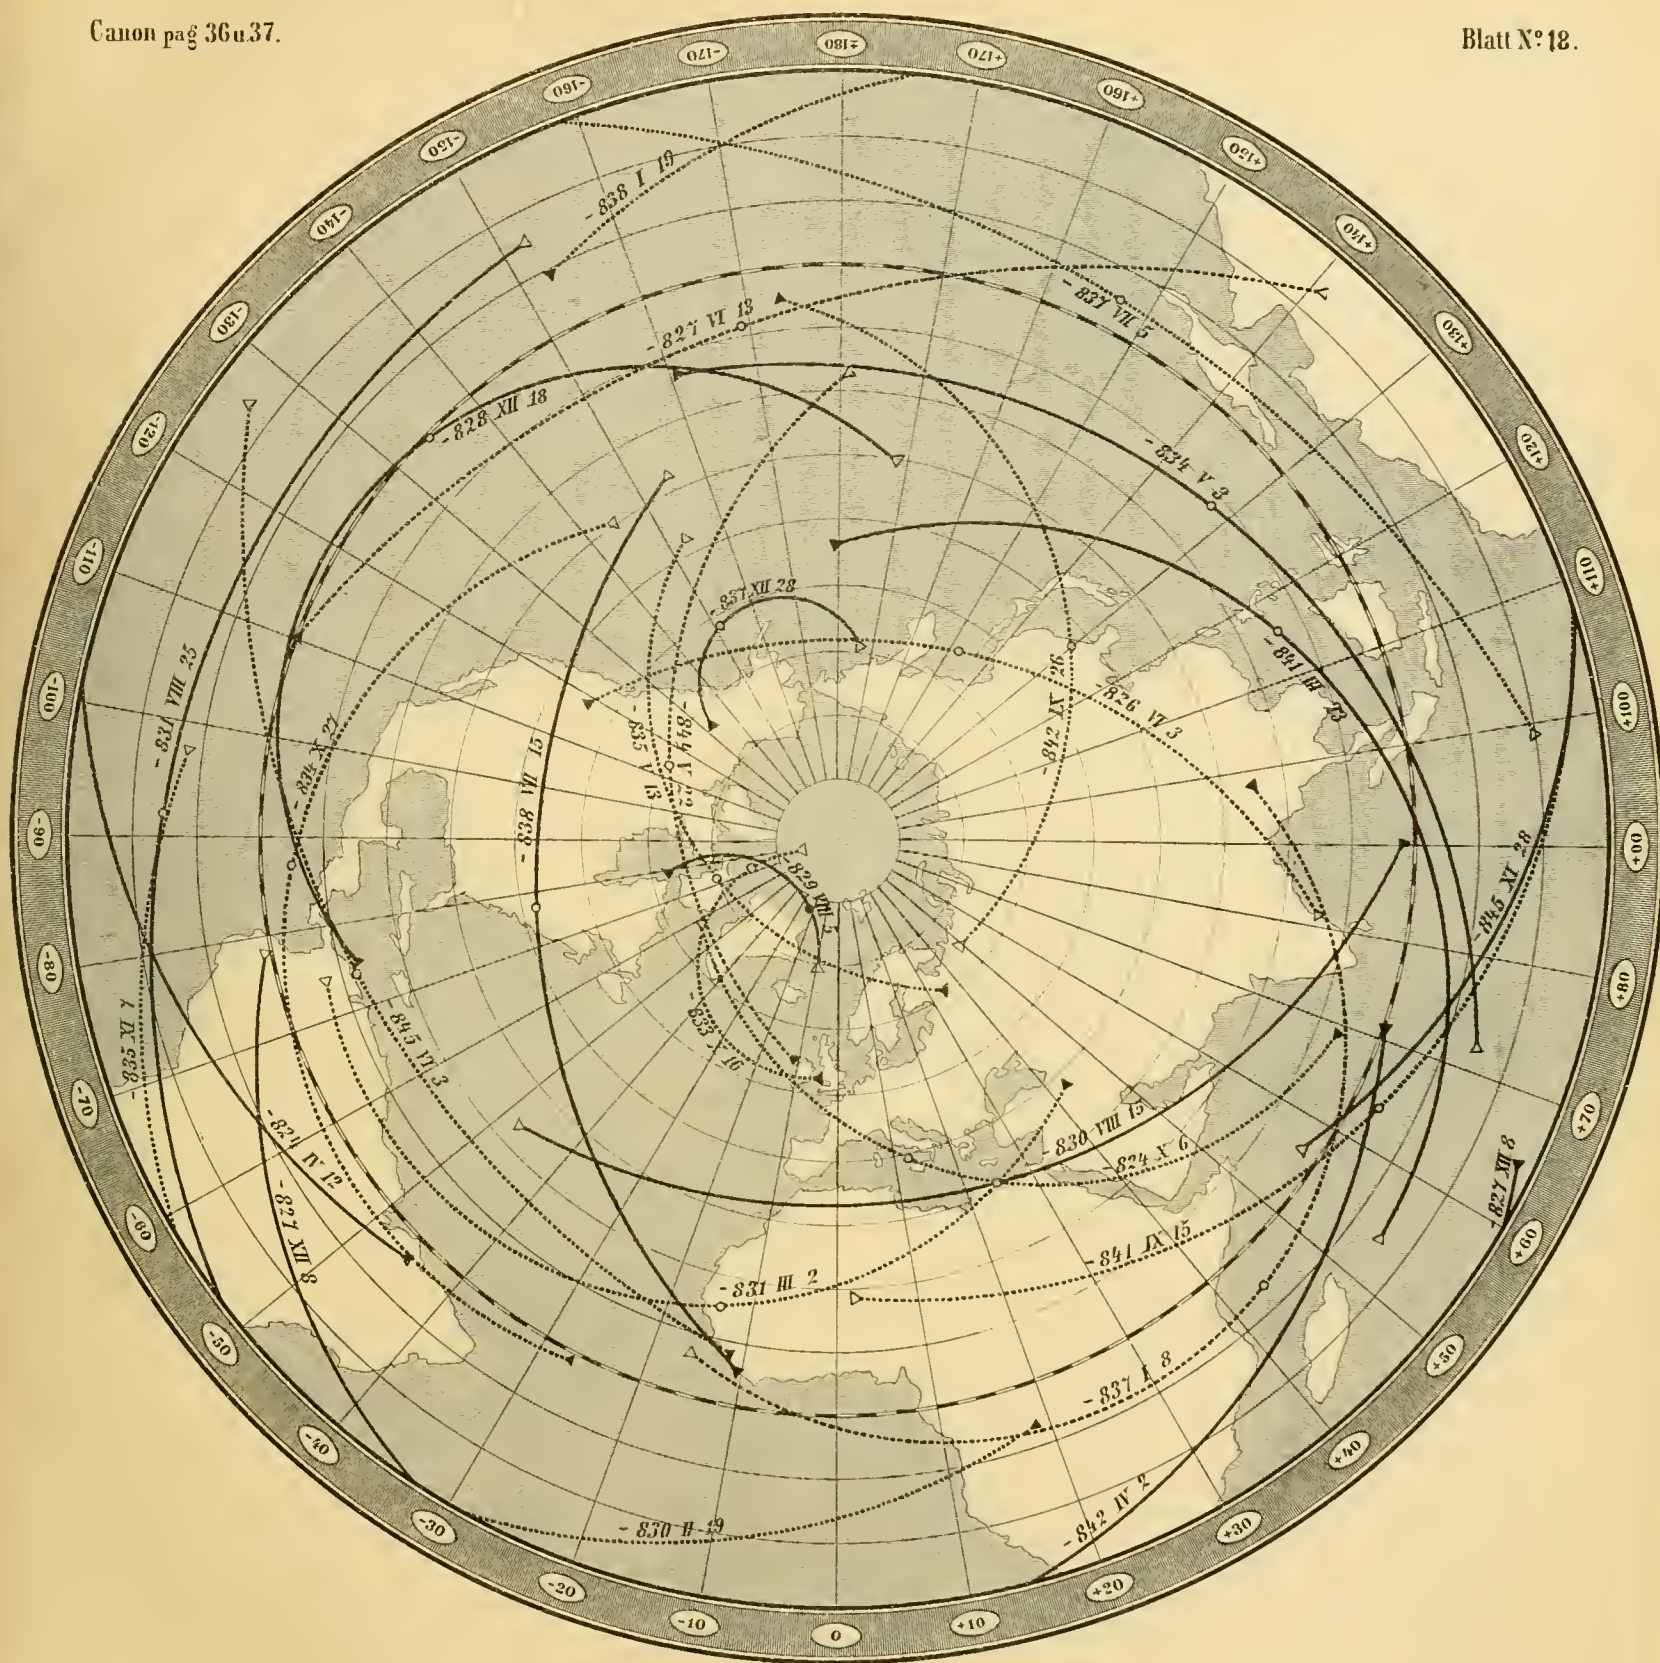 Canon pag 36 u. 37.
Blatt Nº 18.
∓180
+170
+160
+150
+140
+130
+120
+110
+100
+90
+80
+70
+60
+50
+40
+30
+20
+10
0
-10
-20
-30
-40
-50
-60
-70
-80
-90
-100
-110
-120
-130
-140
-150
-160
-170
-838 I 19
-827 VI 13
-837 VII 5
-828 XII 18
-834 V 3
-837 XII 28
-841 III 13
-842 IX 26
-826 VI 3
-831 VIII 25
-834 X 27
-838 VII 15
-835 V 13
-844 V 22
-829 VIII 5
-845 XI 28
-835 XI 7
-833 X 16
-845 VI 3
-824 IV 12
-827 XII 8
-830 VIII 15
-824 X 6
-827 XII 8
-841 IX 15
-831 III 2
-837 I 8
-830 II 19
-842 IV 2